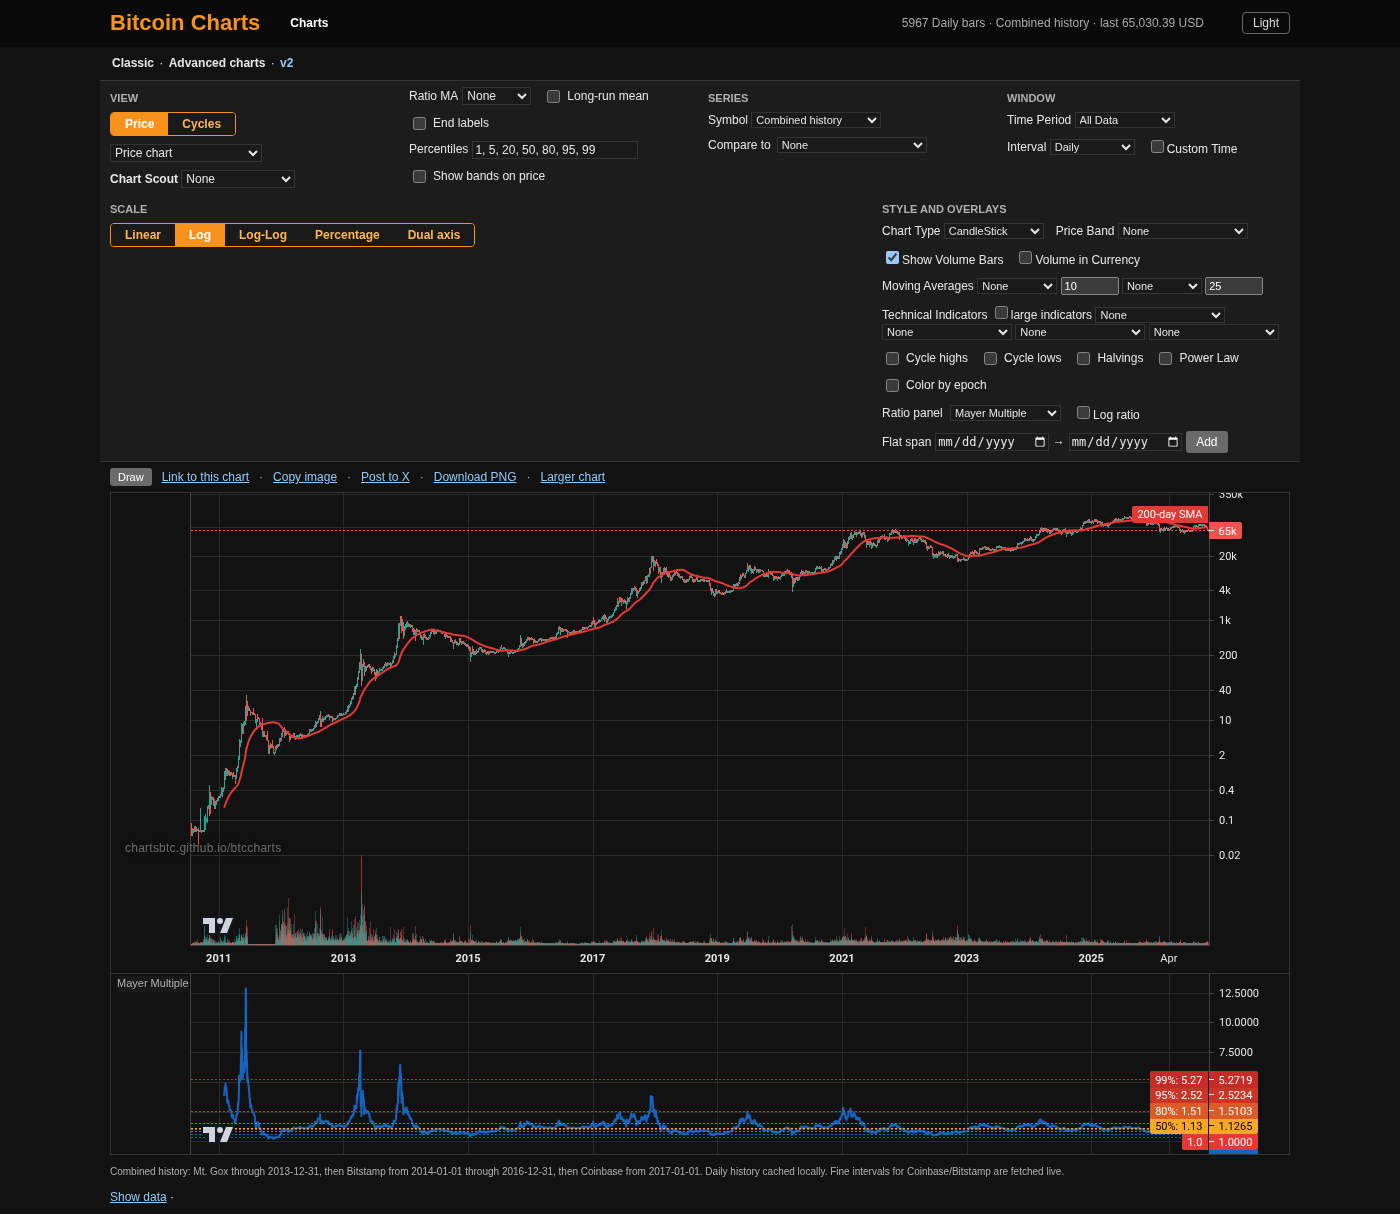 Bitcoin Charts
Charts
5967 Daily bars · Combined history · last 65,030.39 USD
Light
Classic · Advanced charts · v2
VIEW
Price Cycles
Price chart
Chart Scout None
Ratio MA None Long-run mean
End labels
Percentiles 1, 5, 20, 50, 80, 95, 99
Show bands on price
SERIES
Symbol Combined history
Compare to None
WINDOW
Time Period All Data
Interval Daily Custom Time
SCALE
Linear Log Log-Log Percentage Dual axis
STYLE AND OVERLAYS
Chart Type CandleStick Price Band None
Show Volume Bars Volume in Currency
Moving Averages None 10 None 25
Technical Indicators large indicators None
None None None
Cycle highs Cycle lows Halvings Power Law
Color by epoch
Ratio panel Mayer Multiple Log ratio
Flat span mm/dd/yyyy → mm/dd/yyyy Add
Draw Link to this chart · Copy image · Post to X · Download PNG · Larger chart
350k
200-day SMA
65k
20k
4k
1k
200
40
10
2
0.4
0.1
chartsbtc.github.io/btccharts
0.02
2011 2013 2015 2017 2019 2021 2023 2025 Apr
Mayer Multiple
12.5000
10.0000
7.5000
99%: 5.27 5.2719
95%: 2.52 2.5234
80%: 1.51 1.5103
50%: 1.13 1.1265
1.0 1.0000
Combined history: Mt. Gox through 2013-12-31, then Bitstamp from 2014-01-01 through 2016-12-31, then Coinbase from 2017-01-01. Daily history cached locally. Fine intervals for Coinbase/Bitstamp are fetched live.
Show data ·